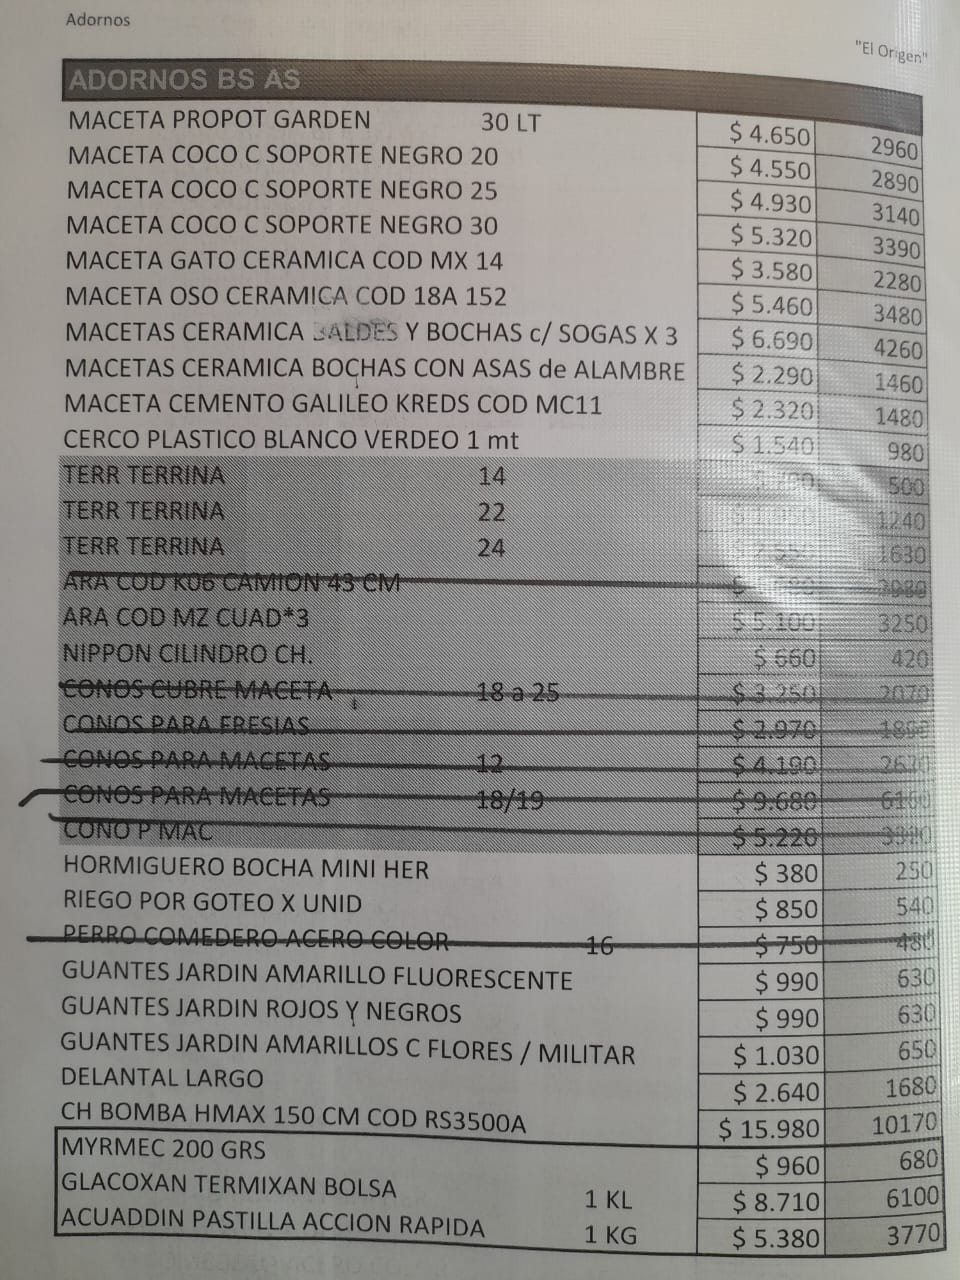 Adornos
"El Origen"
ADORNOS BS AS
MACETA PROPOT GARDEN 30 LT $ 4.650 2960
MACETA COCO C SOPORTE NEGRO 20 $ 4.550 2890
MACETA COCO C SOPORTE NEGRO 25 $ 4.930 3140
MACETA COCO C SOPORTE NEGRO 30 $ 5.320 3390
MACETA GATO CERAMICA COD MX 14 $ 3.580 2280
MACETA OSO CERAMICA COD 18A 152 $ 5.460 3480
MACETAS CERAMICA BALDES Y BOCHAS c/ SOGAS X 3 $ 6.690 4260
MACETAS CERAMICA BOCHAS CON ASAS de ALAMBRE $ 2.290 1460
MACETA CEMENTO GALILEO KREDS COD MC11 $ 2.320 1480
CERCO PLASTICO BLANCO VERDEO 1 mt $ 1.540 980
TERR TERRINA 14 500
TERR TERRINA 22 1240
TERR TERRINA 24 1630
ARA COD K06 CAMION 43 CM $
ARA COD MZ CUAD*3 $ 5.100 3250
NIPPON CILINDRO CH. $ 660 420
CONOS CUBRE MACETA 18 a 25 $ 3.250 2070
CONOS PARA FRESIAS $ 2.970
CONOS PARA MACETAS 12 $ 4.190
CONOS PARA MACETAS 18/19 $ 9.680
CONO P MAC $ 5.220
HORMIGUERO BOCHA MINI HER $ 380 250
RIEGO POR GOTEO X UNID $ 850 540
PERRO COMEDERO ACERO COLOR 16 $ 750 480
GUANTES JARDIN AMARILLO FLUORESCENTE $ 990 630
GUANTES JARDIN ROJOS Y NEGROS $ 990 630
GUANTES JARDIN AMARILLOS C FLORES / MILITAR $ 1.030 650
DELANTAL LARGO $ 2.640 1680
CH BOMBA HMAX 150 CM COD RS3500A $ 15.980 10170
MYRMEC 200 GRS $ 960 680
GLACOXAN TERMIXAN BOLSA 1 KL $ 8.710 6100
ACUADDIN PASTILLA ACCION RAPIDA 1 KG $ 5.380 3770